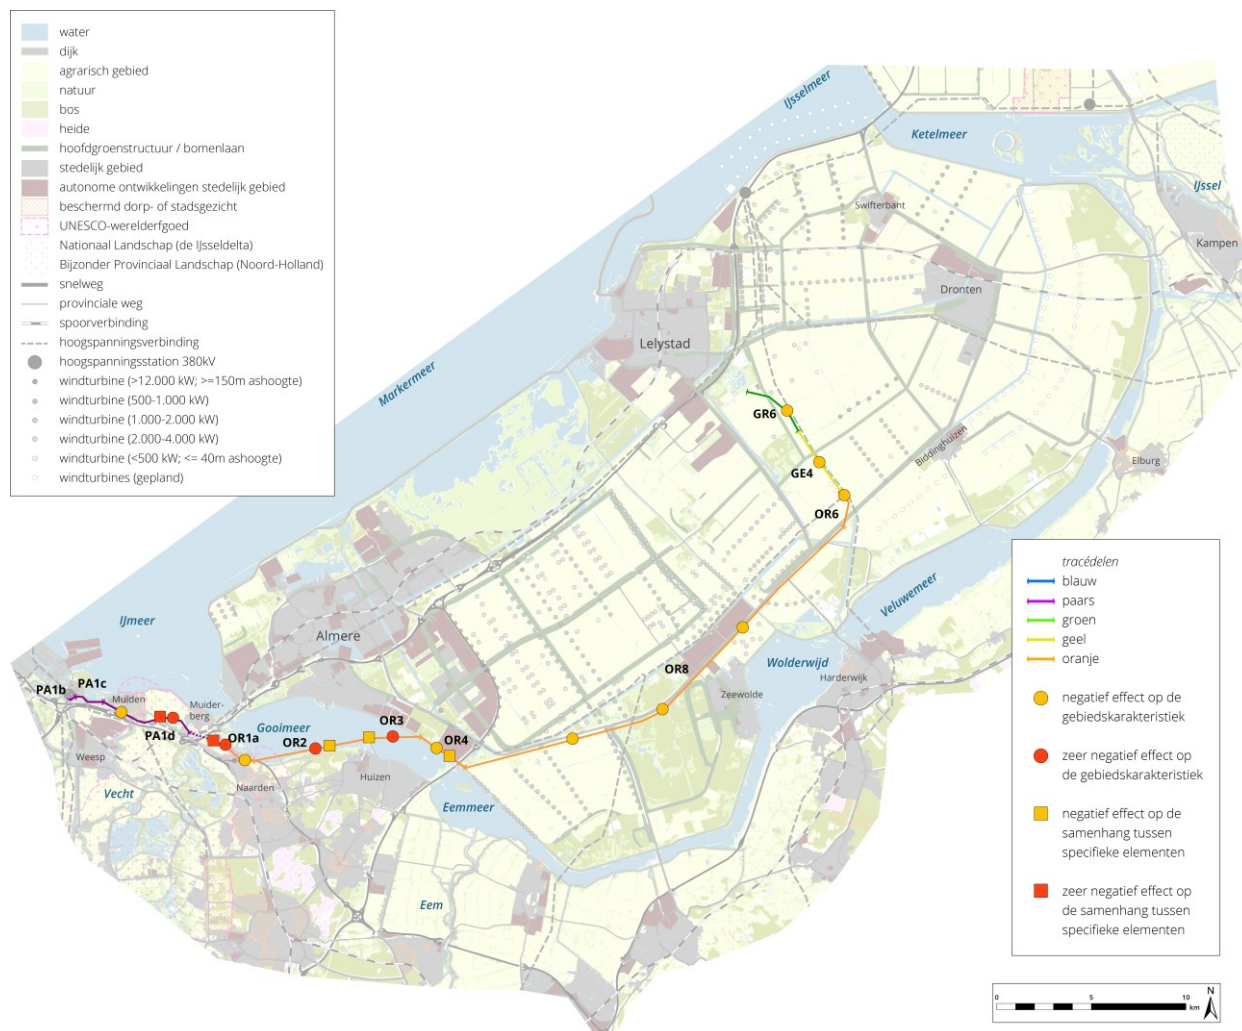 water
dijk
agrarisch gebied
natuur
bos
heide
hoofdgroenstructuur / bomenlaan
stedelijk gebied
autonome ontwikkelingen stedelijk gebied
beschermd dorp- of stadsgezicht
UNESCO-werelderfgoed
Nationaal Landschap (de IJsseldelta)
Bijzonder Provinciaal Landschap (Noord-Holland)
snelweg
provinciale weg
spoorverbinding
hoogspanningsverbinding
hoogspanningsstation 380kV
windturbine (>12.000 kW; >=150m ashoogte)
windturbine (500-1.000 kW)
windturbine (1.000-2.000 kW)
windturbine (2.000-4.000 kW)
windturbine (<500 kW; <= 40m ashoogte)
windturbines (gepland)
IJsselmeer
Ketelmeer
IJssel
Swifterbant
Kampen
Dronten
Lelystad
Markermeer
GR6
Biddinghuizen
Elburg
GE4
OR6
IJmeer
Almere
Veluwemeer
Wolderwijd
OR8
Harderwijk
Zeewolde
PA1b
PA1c
Muiden
Muider-
berg
PA1d
Gooimeer
OR3
OR1a
OR2
OR4
Weesp
Huizen
Naarden
Vecht
Eemmeer
Eem
tracédelen
blauw
paars
groen
geel
oranje
negatief effect op de
gebiedskarakteristiek
zeer negatief effect op
de gebiedskarakteristiek
negatief effect op de
samenhang tussen
specifieke elementen
zeer negatief effect op
de samenhang tussen
specifieke elementen
0 5 10
km
N